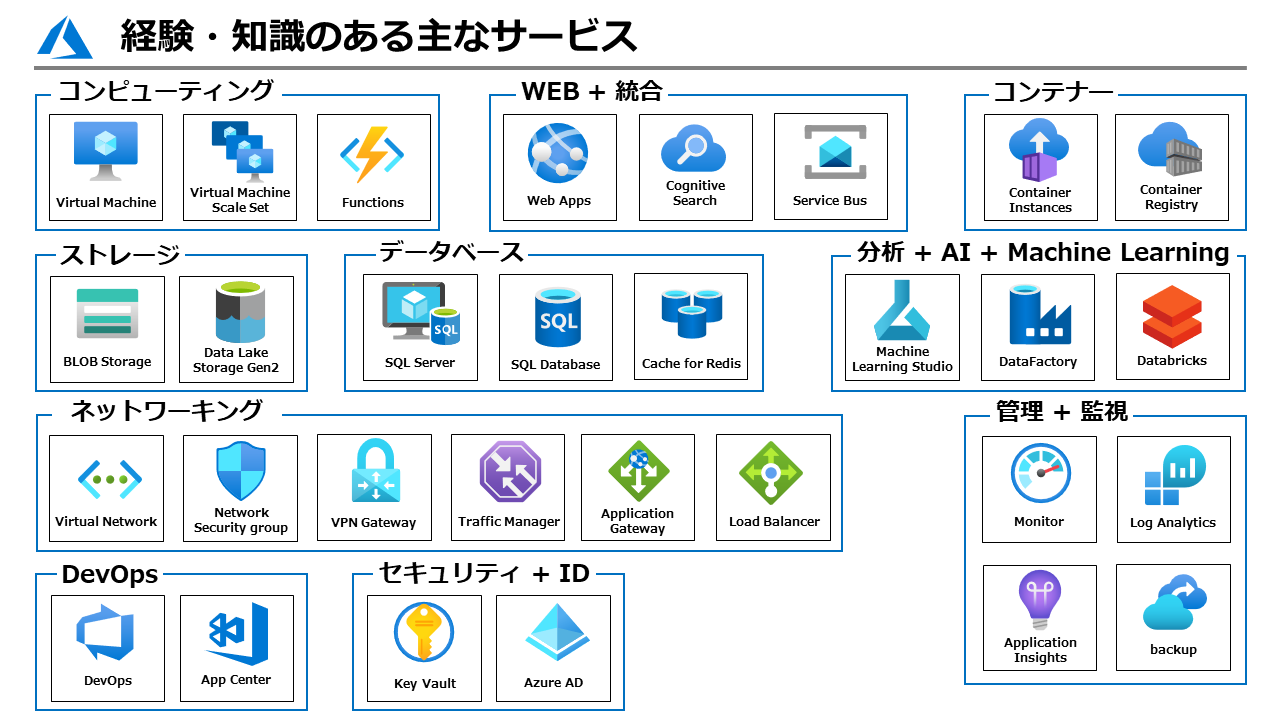 経験・知識のある主なサービス
コンピューティング
Virtual Machine
Virtual Machine
Scale Set
Functions
WEB + 統合
Web Apps
Cognitive
Search
Service Bus
コンテナー
Container
Instances
Container
Registry
ストレージ
BLOB Storage
Data Lake
Storage Gen2
データベース
SQL
SQL Server
SQL
SQL Database
Cache for Redis
分析 + AI + Machine Learning
Machine
Learning Studio
DataFactory
Databricks
ネットワーキング
Virtual Network
Network
Security group
VPN Gateway
Traffic Manager
Application
Gateway
Load Balancer
管理 + 監視
Monitor
Log Analytics
Application
Insights
backup
DevOps
DevOps
App Center
セキュリティ + ID
Key Vault
Azure AD